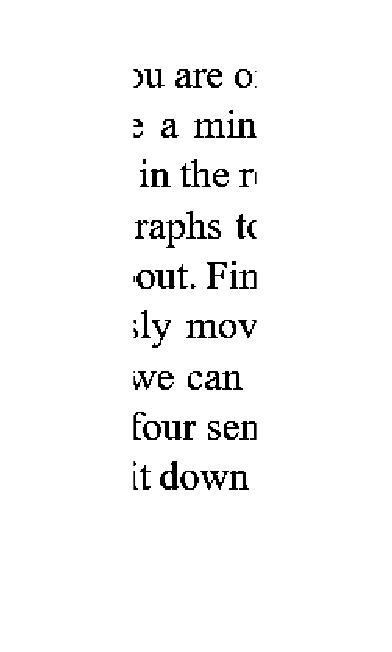 ou are o
e a min
in the r
raphs to
out. Fin
sly mov
we can
four sen
it down